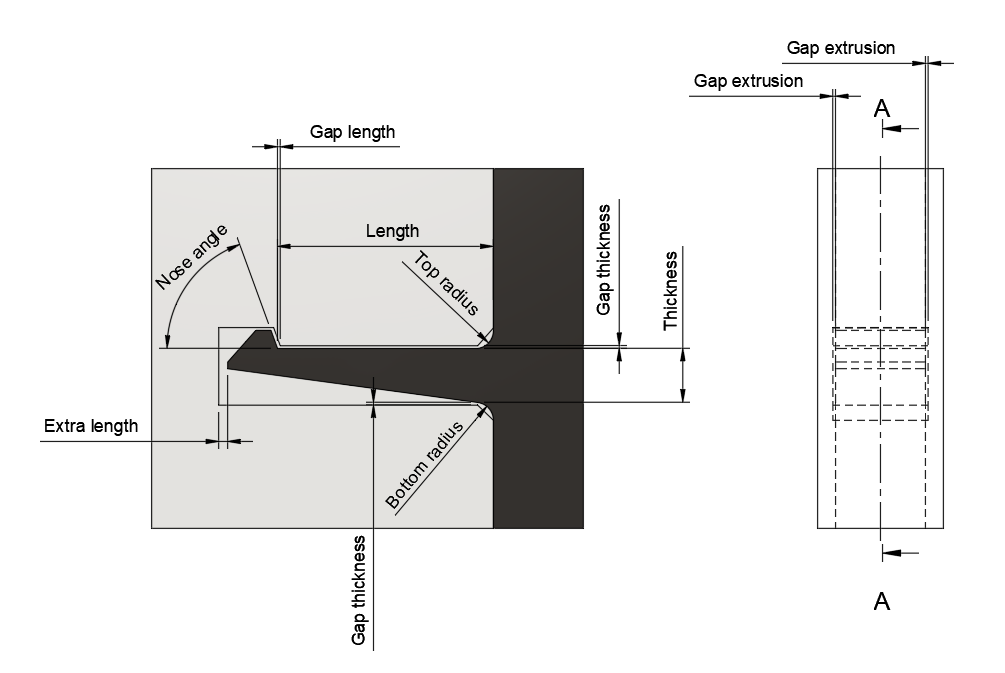 Gap extrusion
Gap extrusion
A
Gap length
Length
Nose angle
Top radius
Gap thickness
Thickness
Extra length
Bottom radius
Gap thickness
A